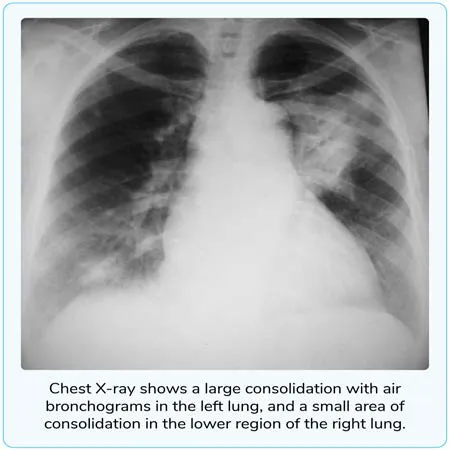 Chest X-ray shows a large consolidation with air
bronchograms in the left lung, and a small area of
consolidation in the lower region of the right lung.